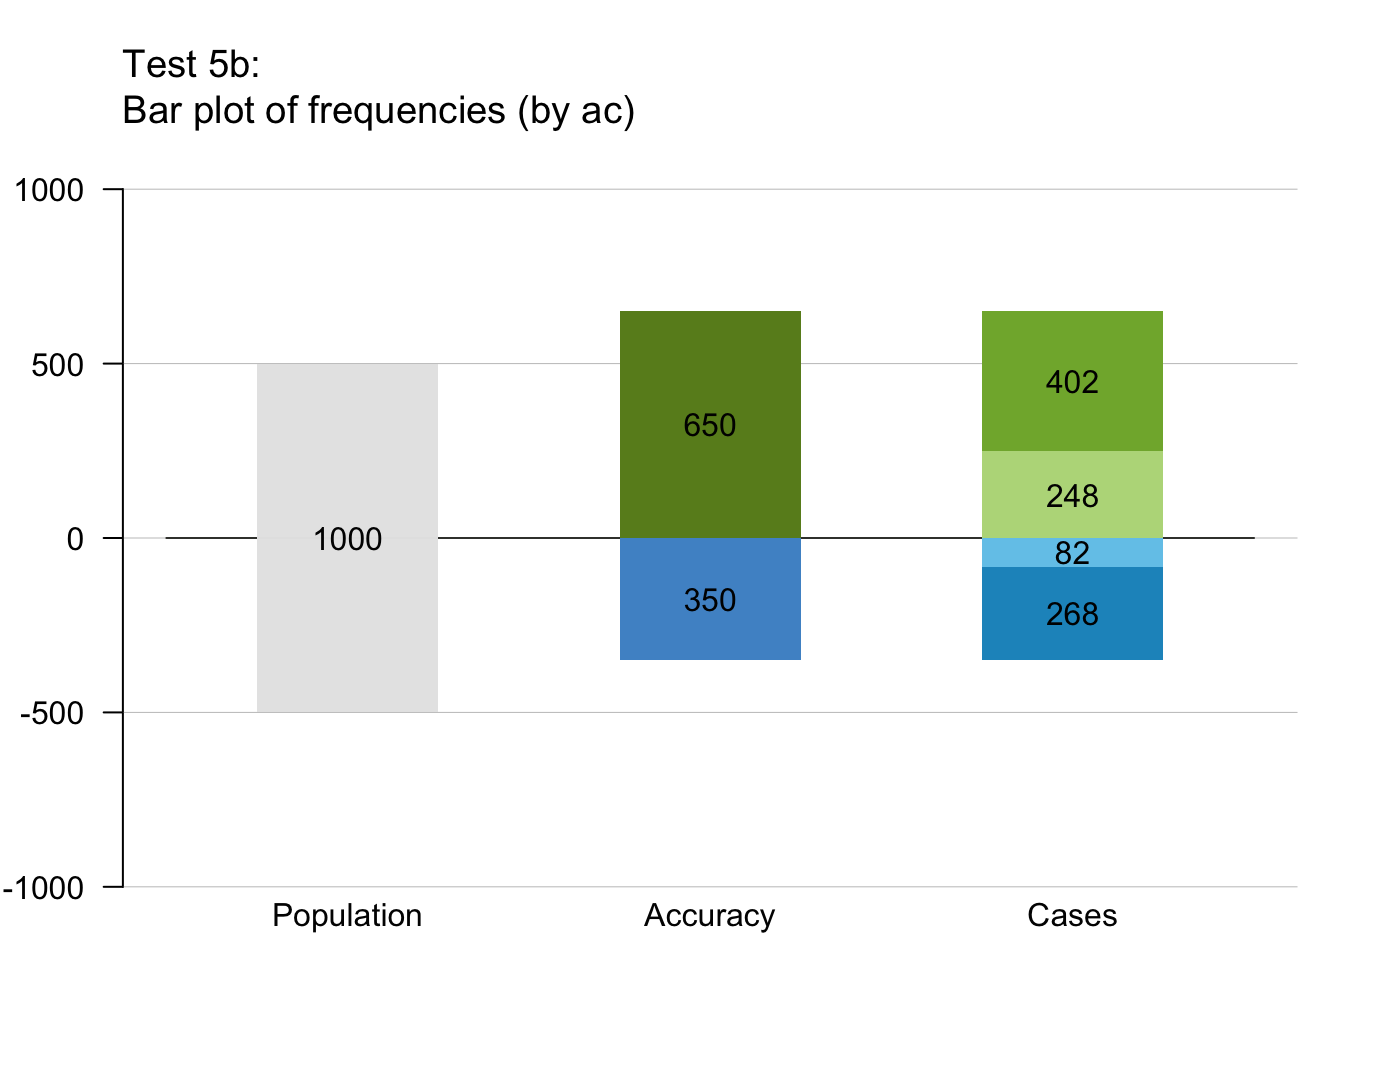 Test 5b:
Bar plot of frequencies (by ac)
1000
500
0
-500
-1000
1000
650
350
402
248
82
268
Population
Accuracy
Cases